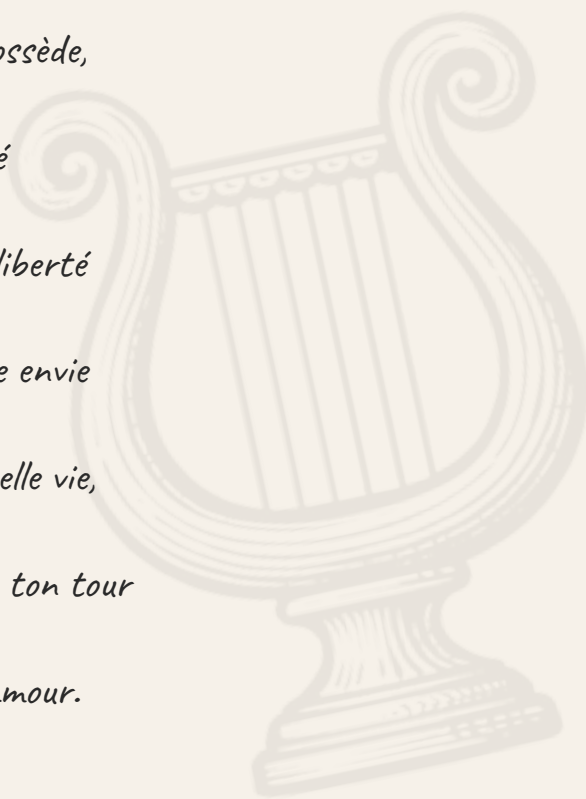 ossède,
é
liberté
e envie
elle vie,
ton tour
mour.